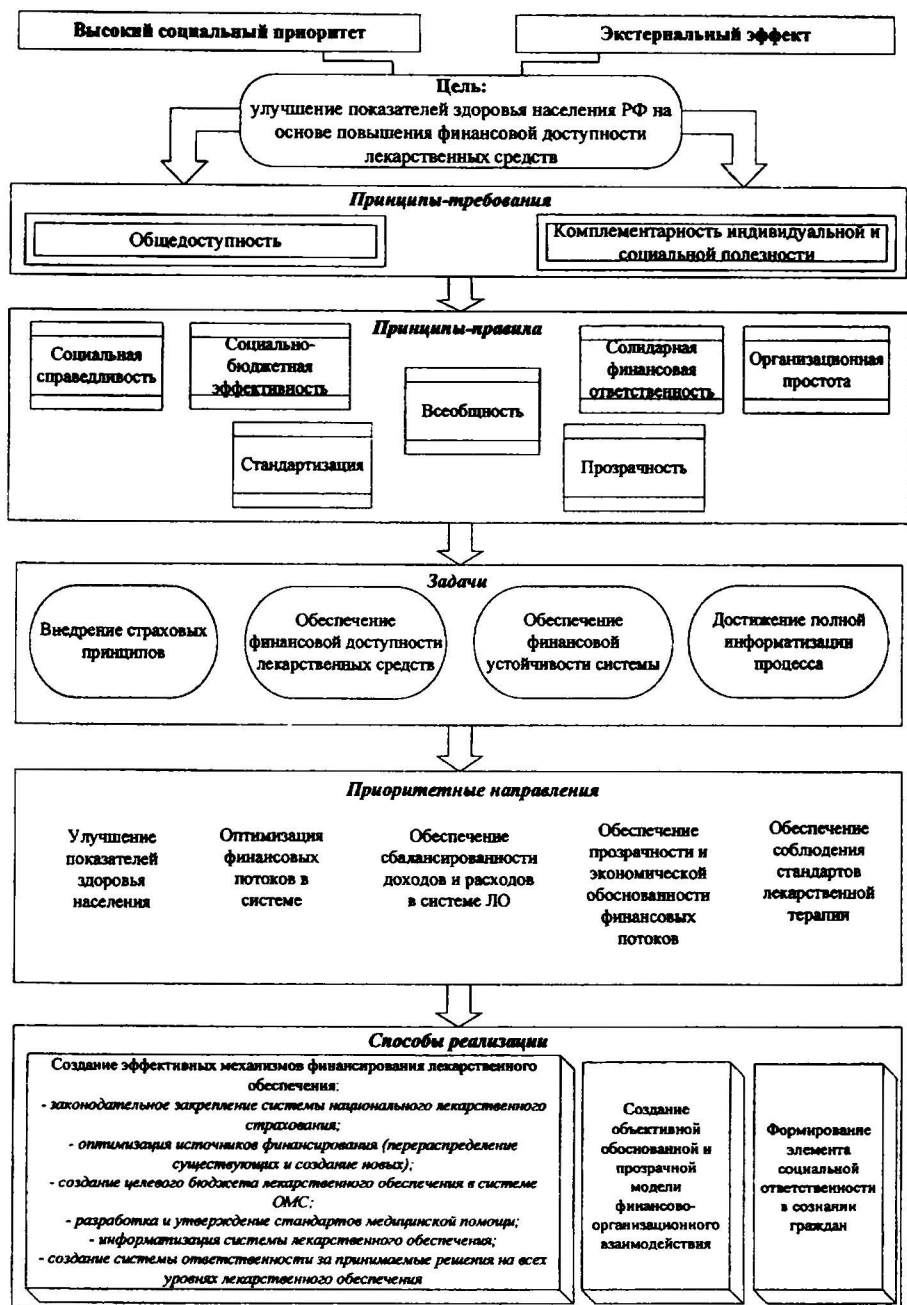 Высокий социальный приоритет
Экстернальный эффект
Цель:
улучшение показателей здоровья населения РФ на
основе повышения финансовой доступности
лекарственных средств
Принципы-требования
Общедоступность
Комплементарность индивидуальной и
социальной полезности
Принципы-правила
Социальная
справедливость
Социально-
бюджетная
эффективность
Всеобщность
Солидарная
финансовая
ответственность
Организационная
простота
Стандартизация
Прозрачность
Задачи
Внедрение страховых
принципов
Обеспечение
финансовой доступности
лекарственных средств
Обеспечение
финансовой
устойчивости системы
Достижение полной
информатизации
процесса
Приоритетные направления
Улучшение
показателей
здоровья
населения
Оптимизация
финансовых
потоков в
системе
Обеспечение
сбалансированности
доходов и расходов
в системе ЛО
Обеспечение
прозрачности и
экономической
обоснованности
финансовых
потоков
Обеспечение
соблюдения
стандартов
лекарственной
терапии
Способы реализации
Создание эффективных механизмов финансирования лекарственного
обеспечения:
- законодательное закрепление системы национального лекарственного
страхования;
- оптимизация источников финансирования (перераспределение
существующих и создание новых);
- создание целевого бюджета лекарственного обеспечения в системе
ОМС;
- разработка и утверждение стандартов медицинской помощи;
- информатизация системы лекарственного обеспечения;
- создание системы ответственности за принимаемые решения на всех
уровнях лекарственного обеспечения
Создание
объективной
обоснованной и
прозрачной
модели
финансово-
организационного
взаимодействия
Формирование
элемента
социальной
ответственности
в сознании
граждан